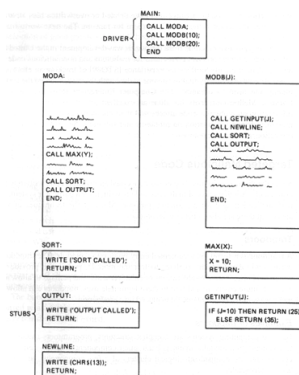 MAIN:
DRIVER
CALL MODA;
CALL MODB(10);
CALL MODB(20);
END
MODA:
CALL MAX(Y);
CALL SORT;
CALL OUTPUT;
END;
MODB(J):
CALL GETINPUT(J);
CALL NEWLINE;
CALL SORT;
CALL OUTPUT;
END;
STUBS
SORT:
WRITE ('SORT CALLED');
RETURN;
OUTPUT:
WRITE ('OUTPUT CALLED');
RETURN;
NEWLINE:
WRITE (CHR$(13));
RETURN;
MAX(X):
X = 10;
RETURN;
GETINPUT(J):
IF (J=10) THEN RETURN (25)
ELSE RETURN (35);